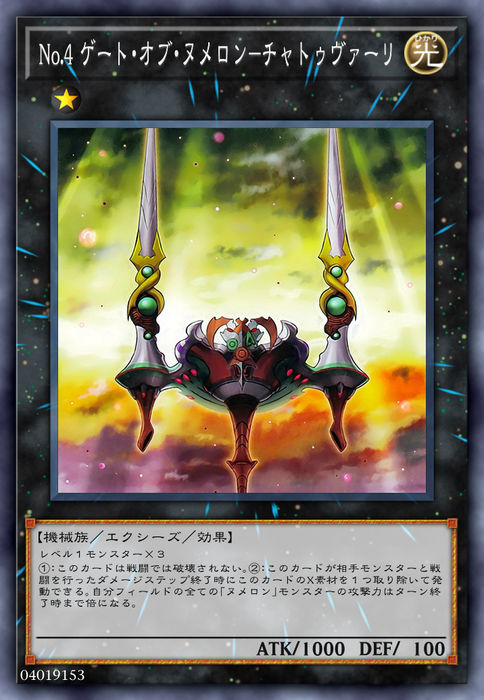 No.4 ゲート・オブ・ヌメロン－チャトゥヴァーリ
ひかり
光
【機械族／エクシーズ／効果】
レベル１モンスター×３
①:このカードは戦闘では破壊されない。②:このカードが相手モンスターと戦
闘を行ったダメージステップ終了時にこのカードのX素材を１つ取り除いて発
動できる。自分フィールドの全ての「ヌメロン」モンスターの攻撃力はターン終
了時まで倍になる。
ATK/1000 DEF/ 100
04019153